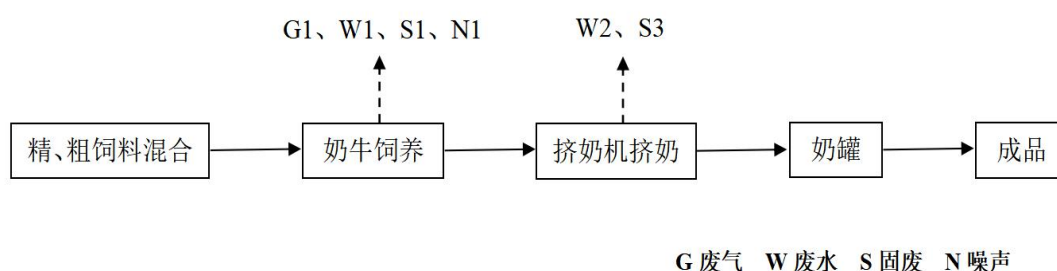 G1、W1、S1、N1
W2、S3
精、粗饲料混合
奶牛饲养
挤奶机挤奶
奶罐
成品
G 废气 W 废水 S 固废 N 噪声